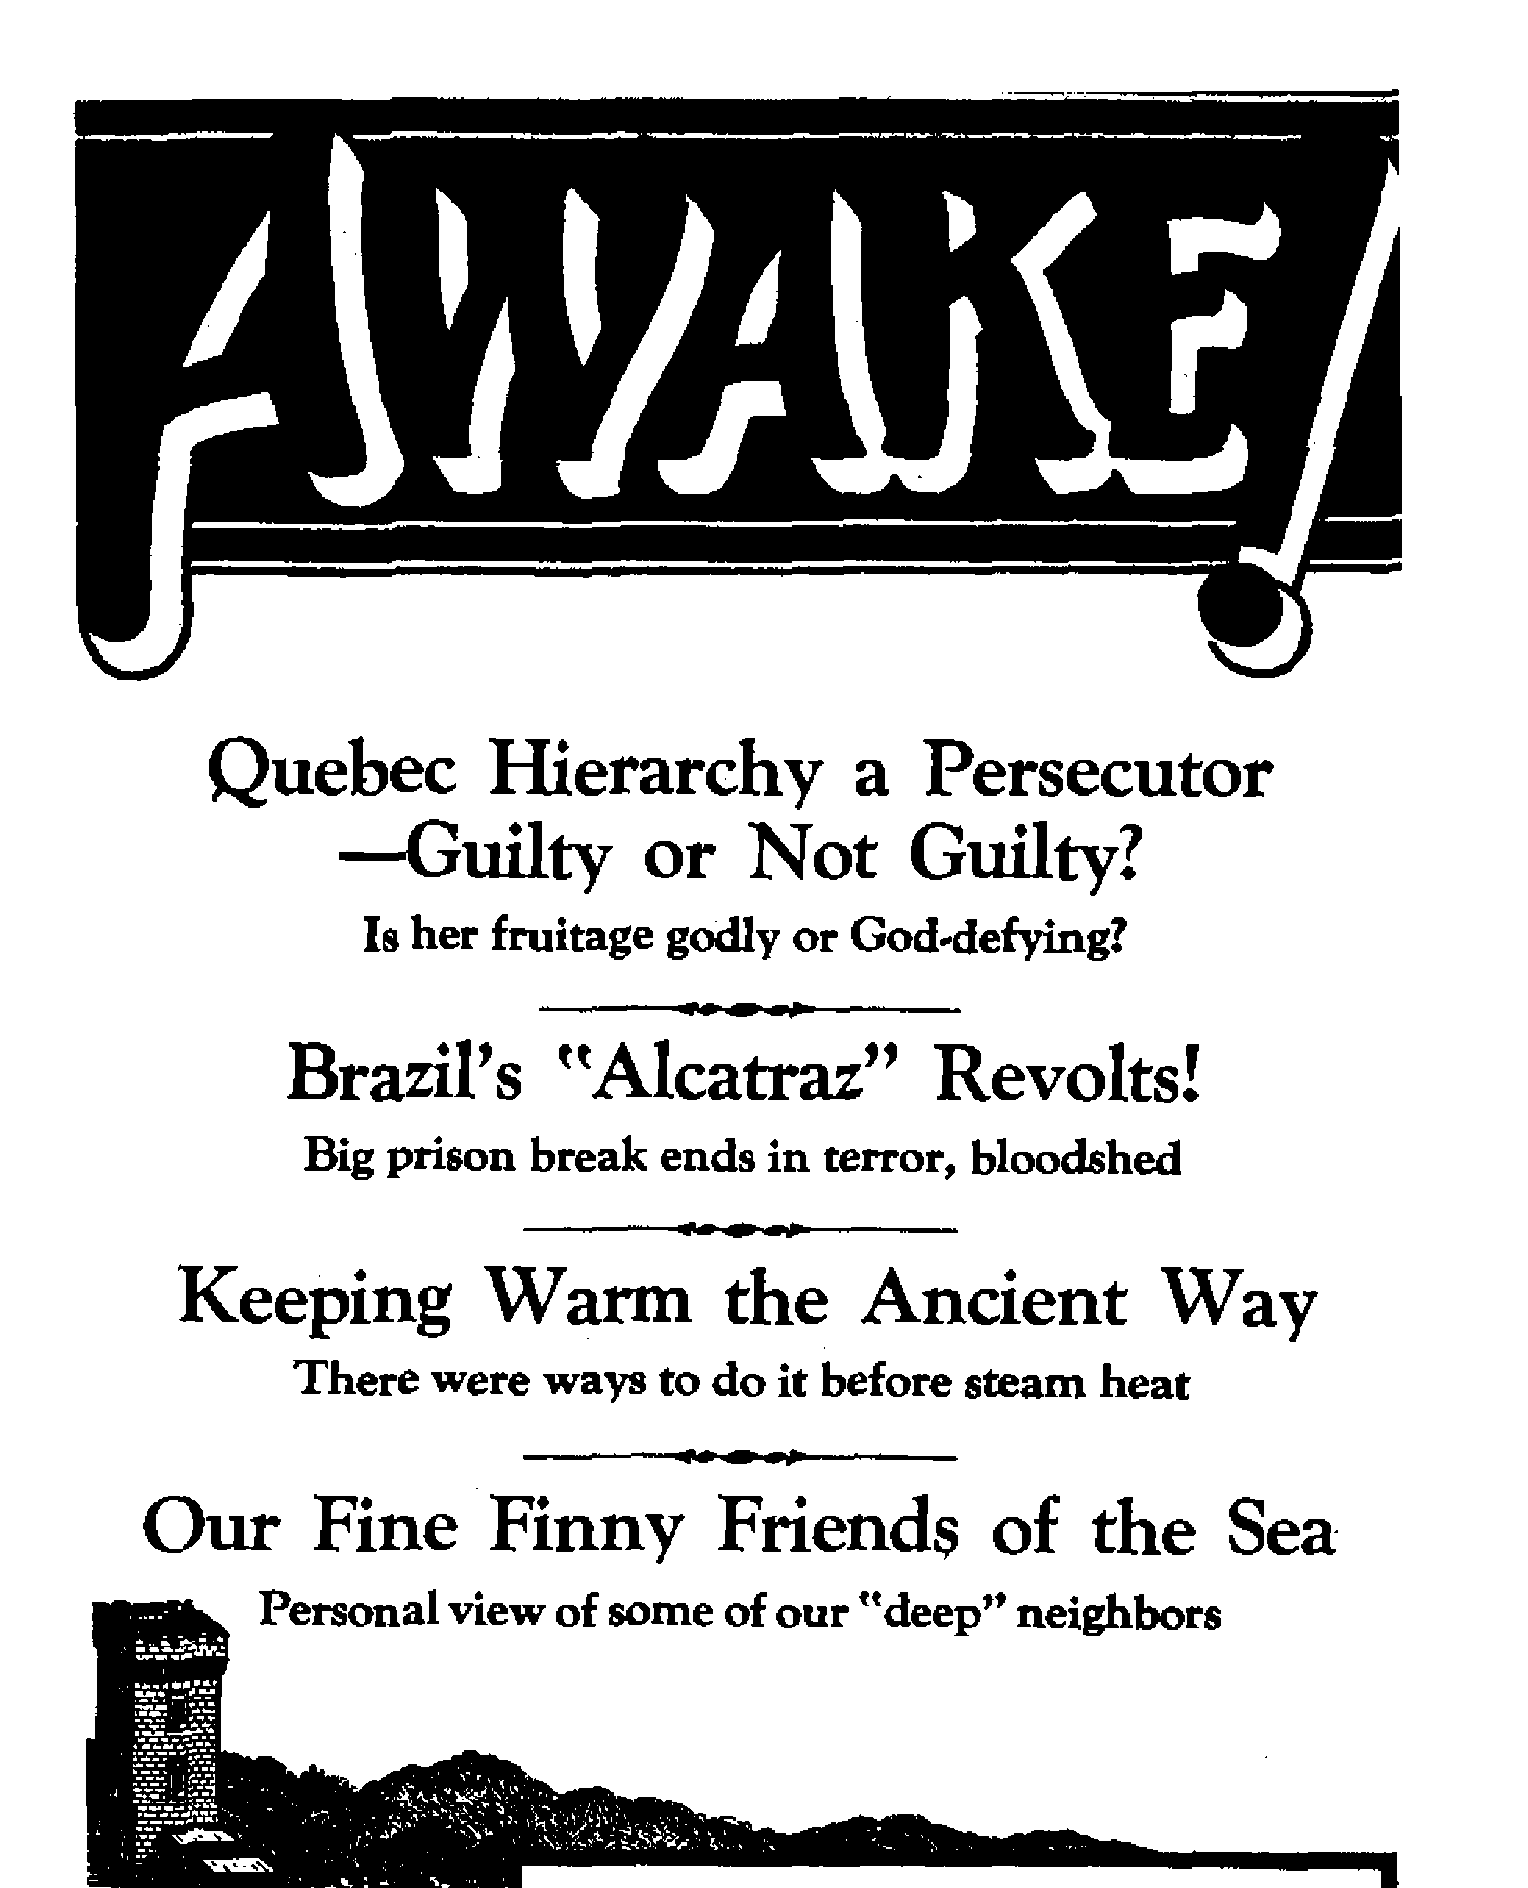 AWAKE!
Quebec Hierarchy a Persecutor
—Guilty or Not Guilty?
Is her fruitage godly or God-defying?
Brazil's "Alcatraz" Revolts!
Big prison break ends in terror, bloodshed
Keeping Warm the Ancient Way
There were ways to do it before steam heat
Our Fine Finny Friends of the Sea
Personal view of some of our "deep" neighbors